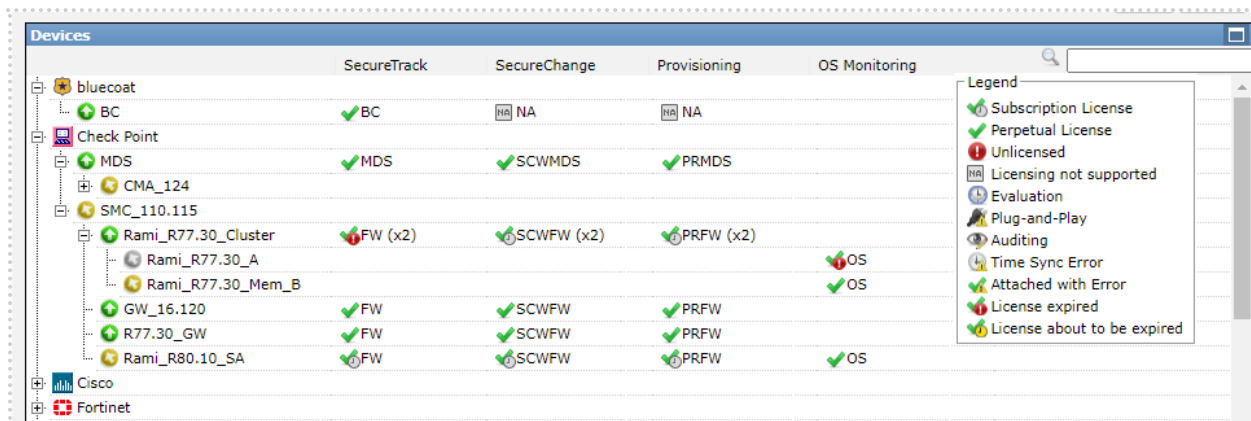 Devices
SecureTrack SecureChange Provisioning OS Monitoring
bluecoat
BC BC NA NA NA NA
Check Point
MDS MDS SCWMDS PRMDS
CMA_124
SMC_110.115
Rami_R77.30_Cluster FW (x2) SCWFW (x2) PRFW (x2)
Rami_R77.30_A OS
Rami_R77.30_Mem_B OS
GW_16.120 FW SCWFW PRFW
R77.30_GW FW SCWFW PRFW
Rami_R80.10_SA FW SCWFW PRFW OS
Cisco
Fortinet
Legend
Subscription License
Perpetual License
Unlicensed
NA Licensing not supported
Evaluation
Plug-and-Play
Auditing
Time Sync Error
Attached with Error
License expired
License about to be expired